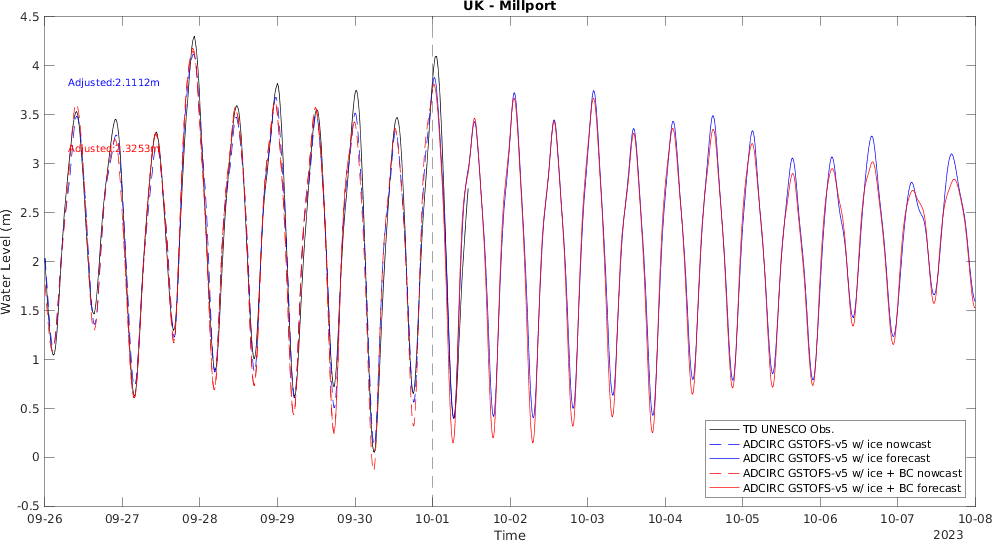 UK - Millport
4.5
4
3.5
3
2.5
2
1.5
1
0.5
0
-0.5
Water Level (m)
Adjusted:2.1112m
Adjusted:2.3253m
TD UNESCO Obs.
ADCIRC GSTOFS-v5 w/ ice nowcast
ADCIRC GSTOFS-v5 w/ ice forecast
ADCIRC GSTOFS-v5 w/ ice + BC nowcast
ADCIRC GSTOFS-v5 w/ ice + BC forecast
09-26 09-27 09-28 09-29 09-30 10-01 10-02 10-03 10-04 10-05 10-06 10-07 10-08
Time
2023